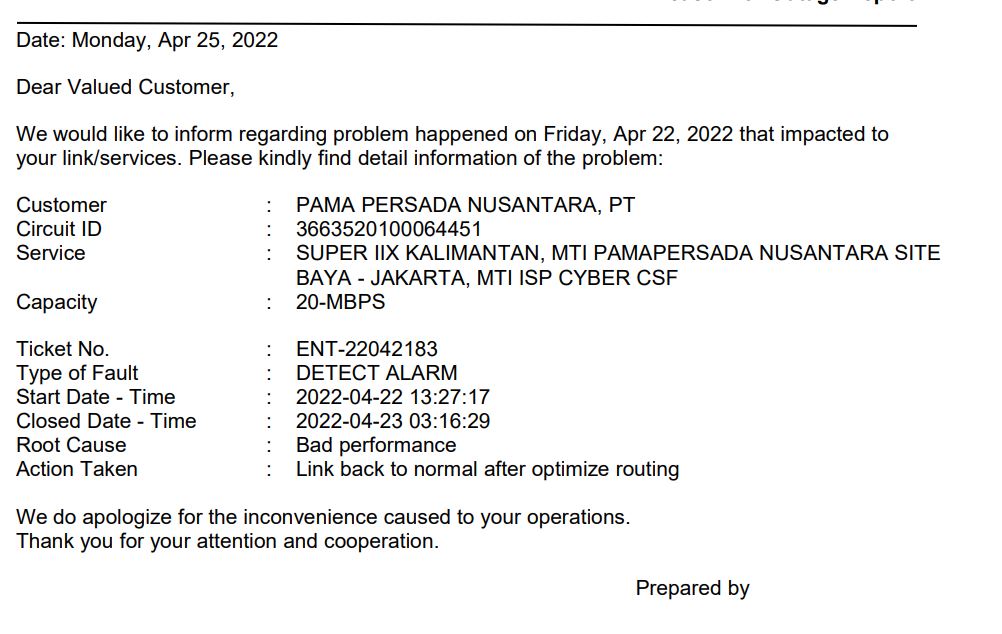 Date: Monday, Apr 25, 2022
Dear Valued Customer,
We would like to inform regarding problem happened on Friday, Apr 22, 2022 that impacted to
your link/services. Please kindly find detail information of the problem:
Customer : PAMA PERSADA NUSANTARA, PT
Circuit ID : 3663520100064451
Service : SUPER IIX KALIMANTAN, MTI PAMAPERSADA NUSANTARA SITE
BAYA - JAKARTA, MTI ISP CYBER CSF
Capacity : 20-MBPS
Ticket No. : ENT-22042183
Type of Fault : DETECT ALARM
Start Date - Time : 2022-04-22 13:27:17
Closed Date - Time : 2022-04-23 03:16:29
Root Cause : Bad performance
Action Taken : Link back to normal after optimize routing
We do apologize for the inconvenience caused to your operations.
Thank you for your attention and cooperation.
Prepared by